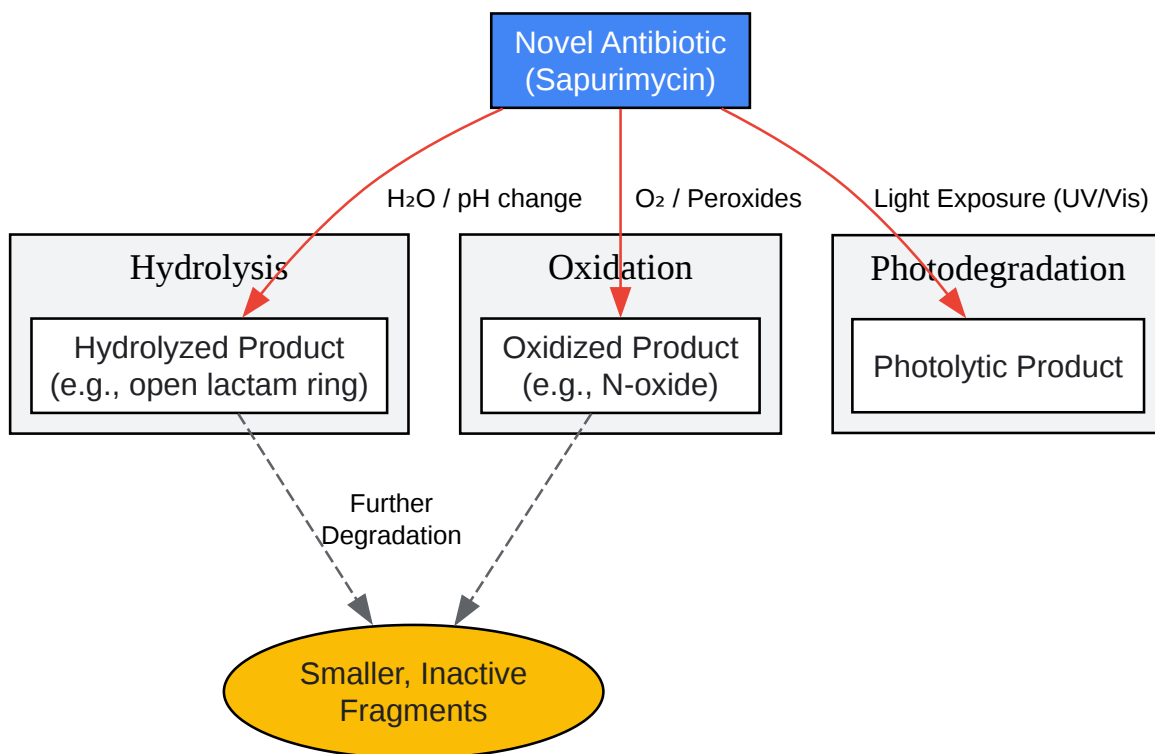 Novel Antibiotic
(Sapurimycin)
H₂O / pH change
O₂ / Peroxides
Light Exposure (UV/Vis)
Hydrolysis
Oxidation
Photodegradation
Hydrolyzed Product
(e.g., open lactam ring)
Oxidized Product
(e.g., N-oxide)
Photolytic Product
Further
Degradation
Smaller, Inactive
Fragments